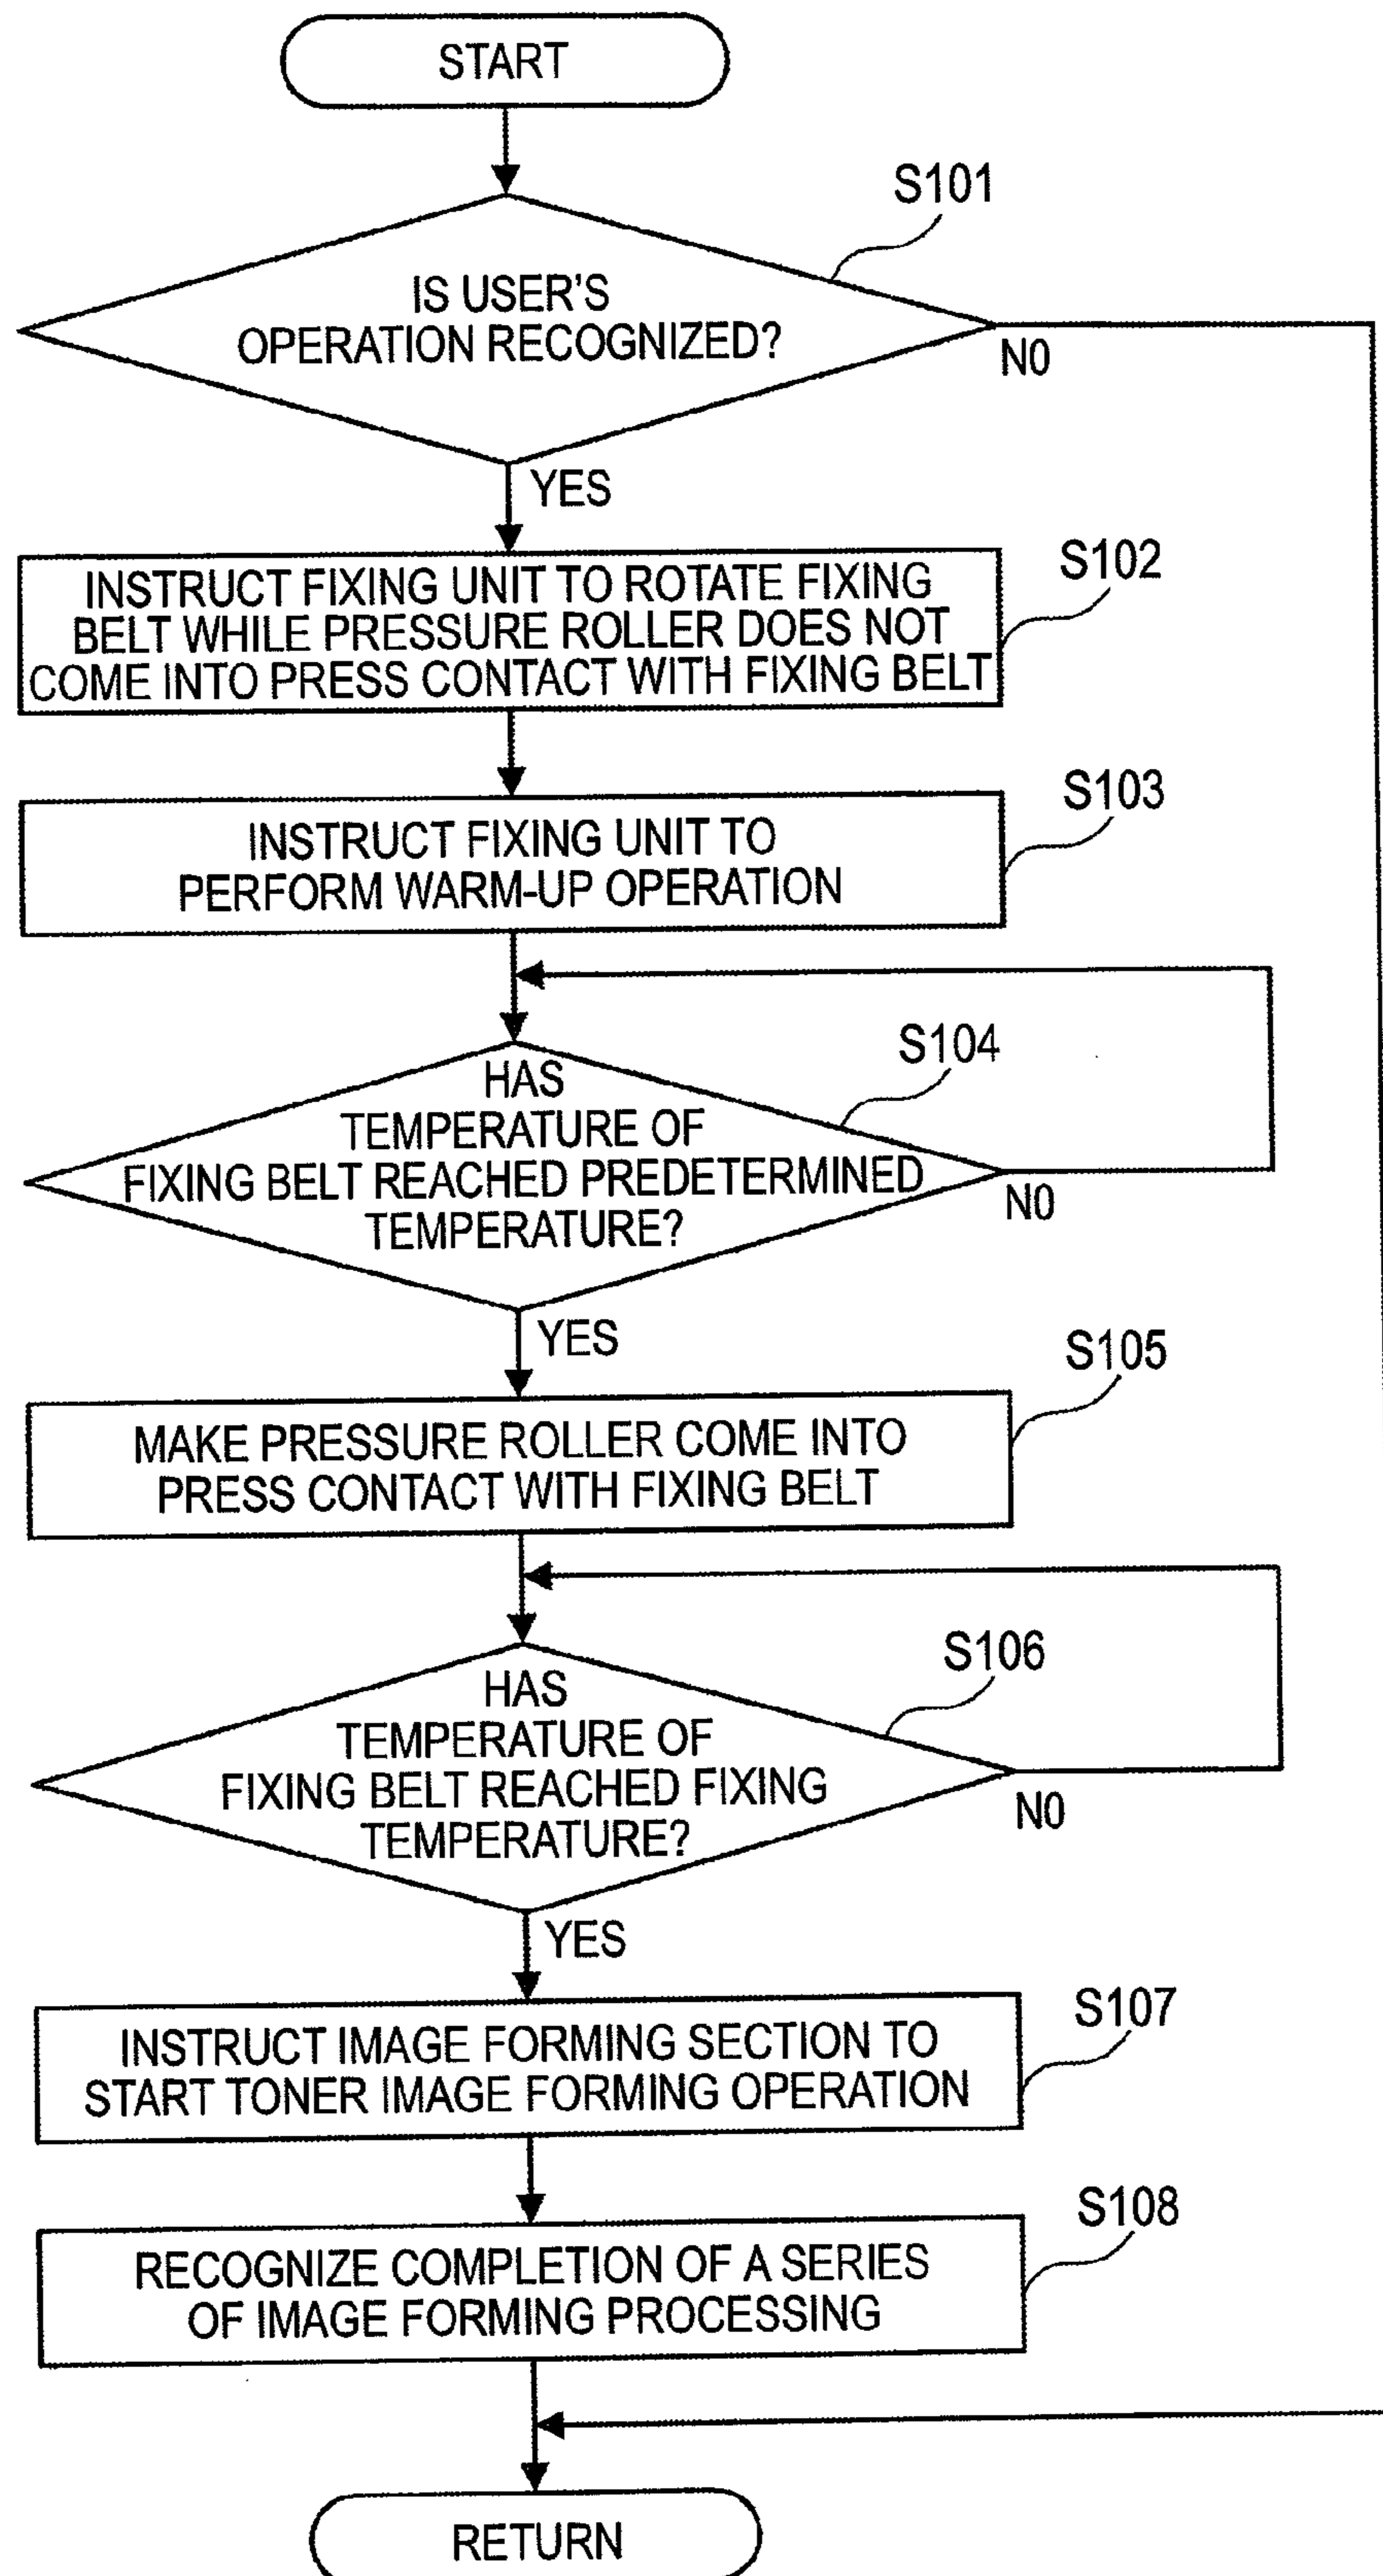 START
S101
IS USER'S
OPERATION RECOGNIZED?
NO
YES
S102
INSTRUCT FIXING UNIT TO ROTATE FIXING
BELT WHILE PRESSURE ROLLER DOES NOT
COME INTO PRESS CONTACT WITH FIXING BELT
S103
INSTRUCT FIXING UNIT TO
PERFORM WARM-UP OPERATION
S104
HAS
TEMPERATURE OF
FIXING BELT REACHED PREDETERMINED
TEMPERATURE?
NO
YES
S105
MAKE PRESSURE ROLLER COME INTO
PRESS CONTACT WITH FIXING BELT
S106
HAS
TEMPERATURE OF
FIXING BELT REACHED FIXING
TEMPERATURE?
NO
YES
S107
INSTRUCT IMAGE FORMING SECTION TO
START TONER IMAGE FORMING OPERATION
S108
RECOGNIZE COMPLETION OF A SERIES
OF IMAGE FORMING PROCESSING
RETURN